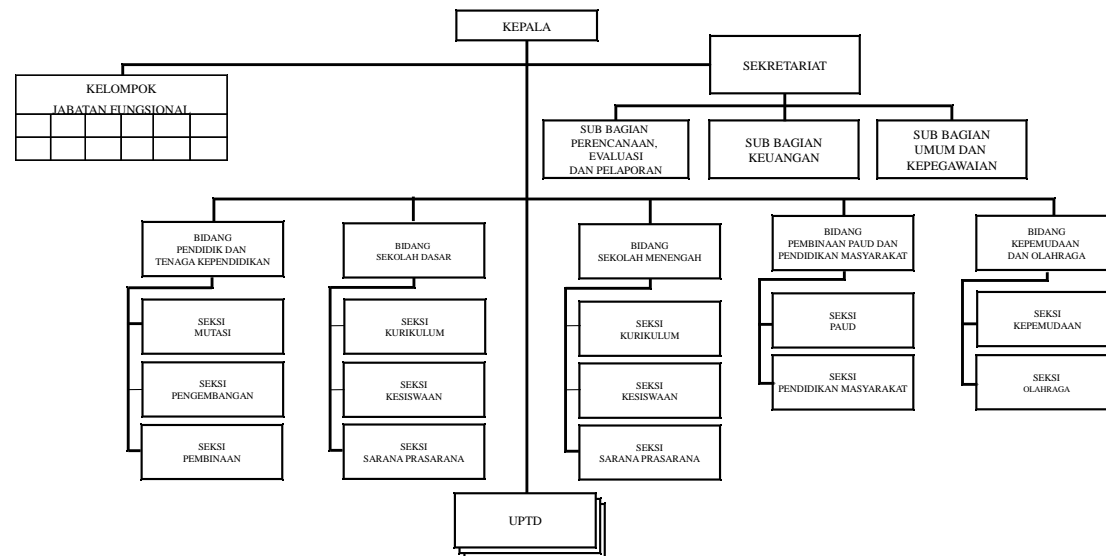 KEPALA
SEKRETARIAT
KELOMPOK
JABATAN FUNGSIONAL
SUB BAGIAN
PERENCANAAN,
EVALUASI
DAN PELAPORAN
SUB BAGIAN
KEUANGAN
SUB BAGIAN
UMUM DAN
KEPEGAWAIAN
BIDANG
PENDIDIK DAN
TENAGA KEPENDIDIKAN
BIDANG
SEKOLAH DASAR
BIDANG
SEKOLAH MENENGAH
BIDANG
PEMBINAAN PAUD DAN
PENDIDIKAN MASYARAKAT
BIDANG
KEPEMUDAAN
DAN OLAHRAGA
SEKSI
MUTASI
SEKSI
KURIKULUM
SEKSI
KURIKULUM
SEKSI
PAUD
SEKSI
KEPEMUDAAN
SEKSI
PENGEMBANGAN
SEKSI
KESISWAAN
SEKSI
KESISWAAN
SEKSI
PENDIDIKAN MASYARAKAT
SEKSI
OLAHRAGA
SEKSI
PEMBINAAN
SEKSI
SARANA PRASARANA
SEKSI
SARANA PRASARANA
UPTD